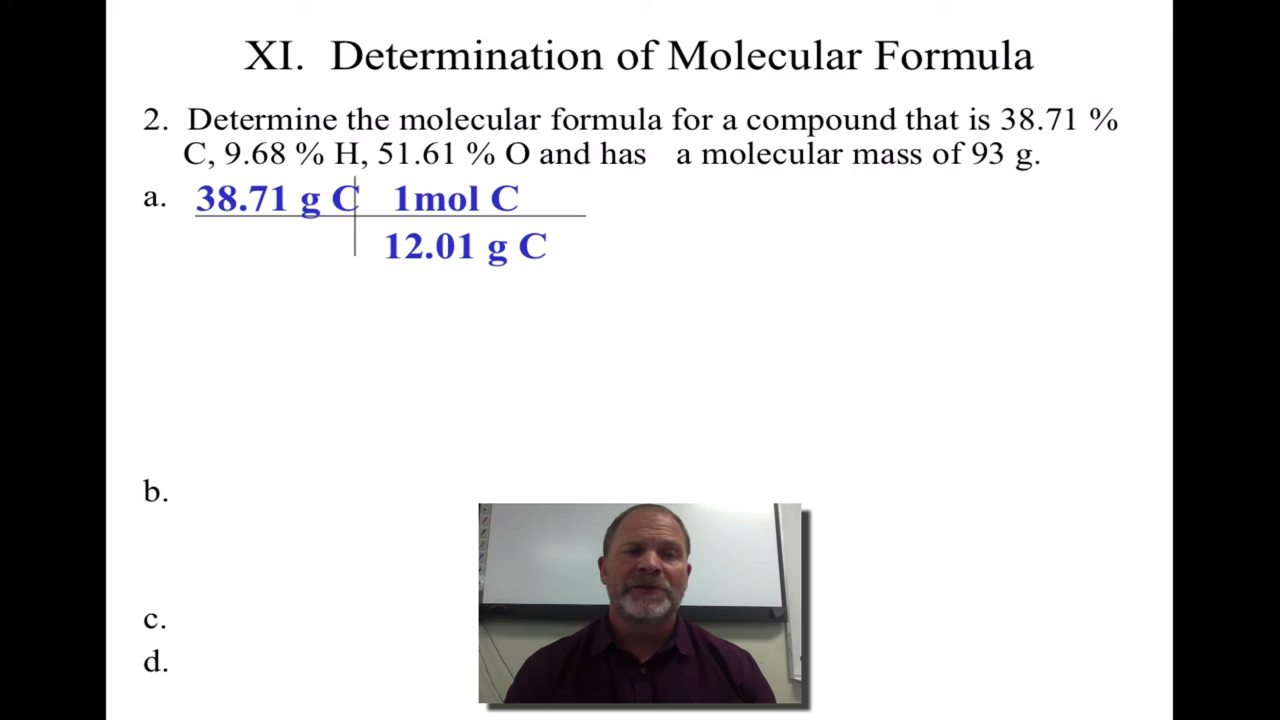 XI. Determination of Molecular Formula
2. Determine the molecular formula for a compound that is 38.71 %
C, 9.68 % H, 51.61 % O and has a molecular mass of 93 g.
a. 38.71 g C 1mol C
12.01 g C
b.
c.
d.